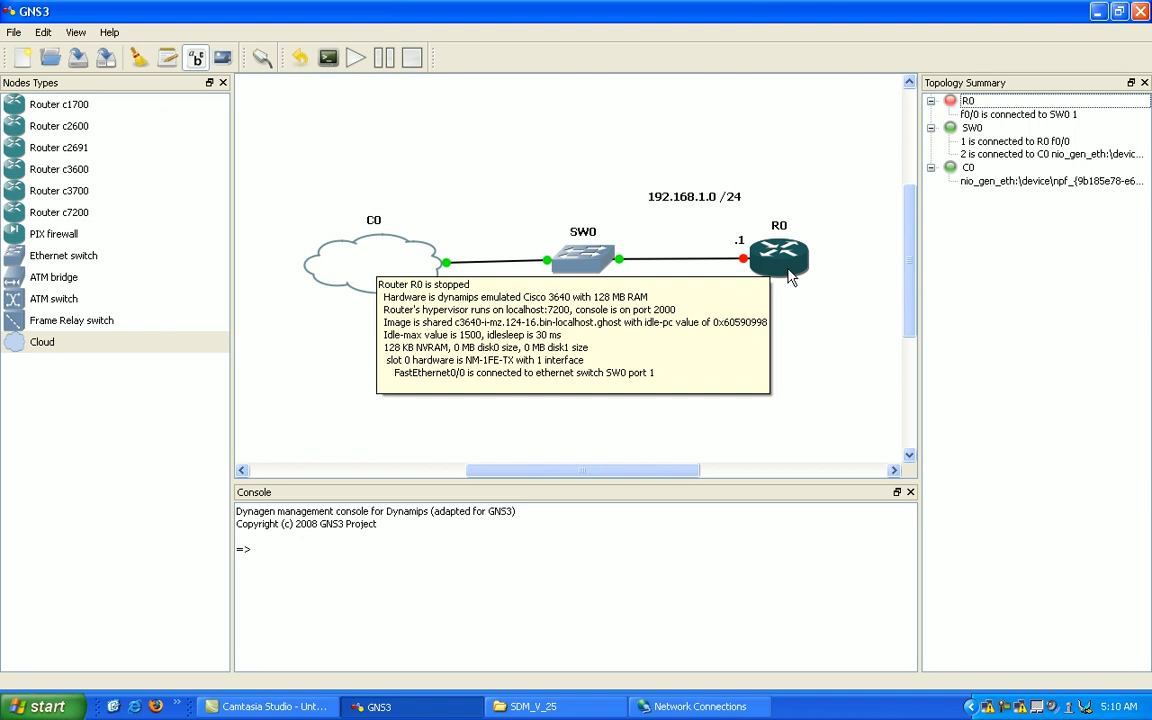 GNS3
File Edit View Help
Nodes Types
Router c1700
Router c2600
Router c2691
Router c3600
Router c3700
Router c7200
PIX firewall
Ethernet switch
ATM bridge
ATM switch
Frame Relay switch
Cloud
192.168.1.0 /24
C0
SW0
R0
.1
Router R0 is stopped
Hardware is dynamips emulated Cisco 3640 with 128 MB RAM
Router's hypervisor runs on localhost:7200, console is on port 2000
Image is shared c3640-i-mz.124-16.bin-localhost.ghost with idle-pc value of 0x60590998
Idle-max value is 1500, idlesleep is 30 ms
128 KB NVRAM, 0 MB disk0 size, 0 MB disk1 size
slot 0 hardware is NM-1FE-TX with 1 interface
FastEthernet0/0 is connected to ethernet switch SW0 port 1
Topology Summary
R0
f0/0 is connected to SW0 1
SW0
1 is connected to R0 f0/0
2 is connected to C0 nio_gen_eth:\devic...
C0
nio_gen_eth:\device\npf_{9b185e78-e6...
Console
Dynagen management console for Dynamips (adapted for GNS3)
Copyright (c) 2008 GNS3 Project
=>
start
Camtasia Studio - Unt...
GNS3
SDM_V_25
Network Connections
5:10 AM